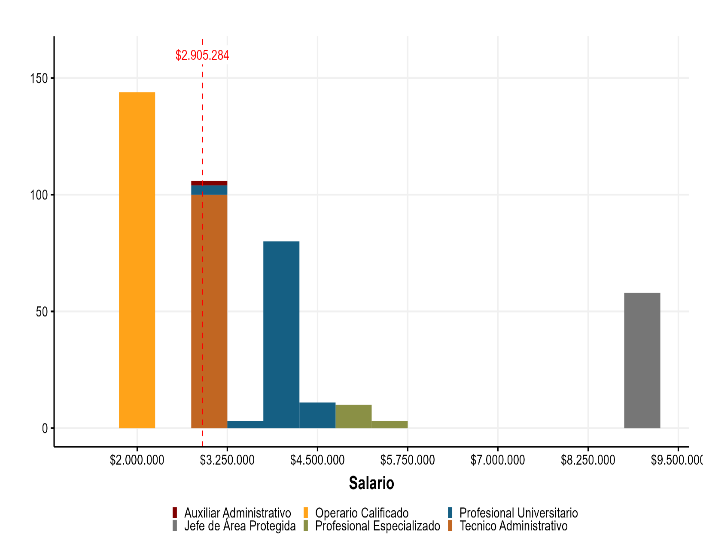 $2.905.284
150
100
50
0
$2.000.000 $3.250.000 $4.500.000 $5.750.000 $7.000.000 $8.250.000 $9.500.000
Salario
Auxiliar Administrativo Operario Calificado Profesional Universitario
Jefe de Área Protegida Profesional Especializado Tecnico Administrativo